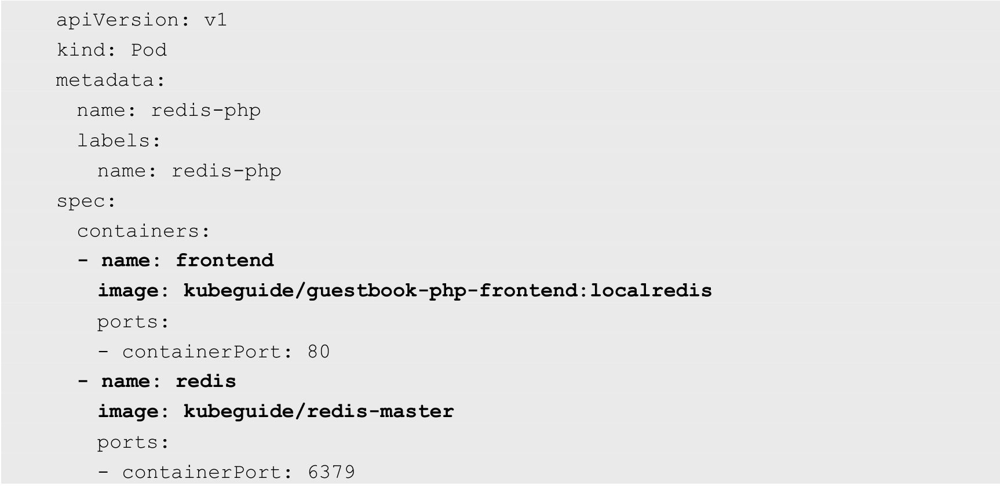 apiVersion: v1
kind: Pod
metadata:
  name: redis-php
  labels:
    name: redis-php
spec:
  containers:
  - name: frontend
    image: kubeguide/guestbook-php-frontend:localredis
    ports:
    - containerPort: 80
  - name: redis
    image: kubeguide/redis-master
    ports:
    - containerPort: 6379